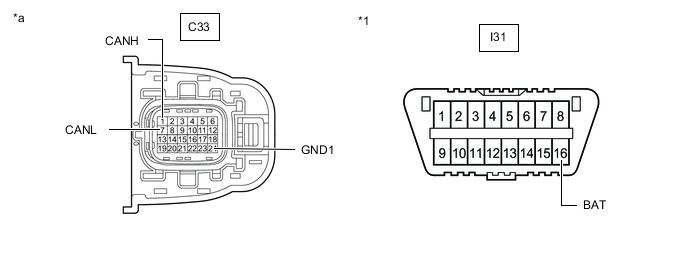 *a
C33
*1
I31
CANH
CANL
GND1
1 2 3 4 5 6
7 8 9 10 11 12
13 14 15 16 17 18
19 20 21 22 23 2
1 2 3 4 5 6 7 8
9 10 11 12 13 14 15 16
BAT